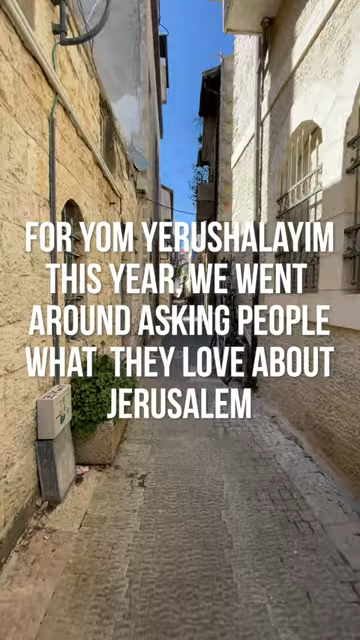 FOR YOM YERUSHALAYIM
THIS YEAR, WE WENT
AROUND ASKING PEOPLE
WHAT THEY LOVE ABOUT
JERUSALEM